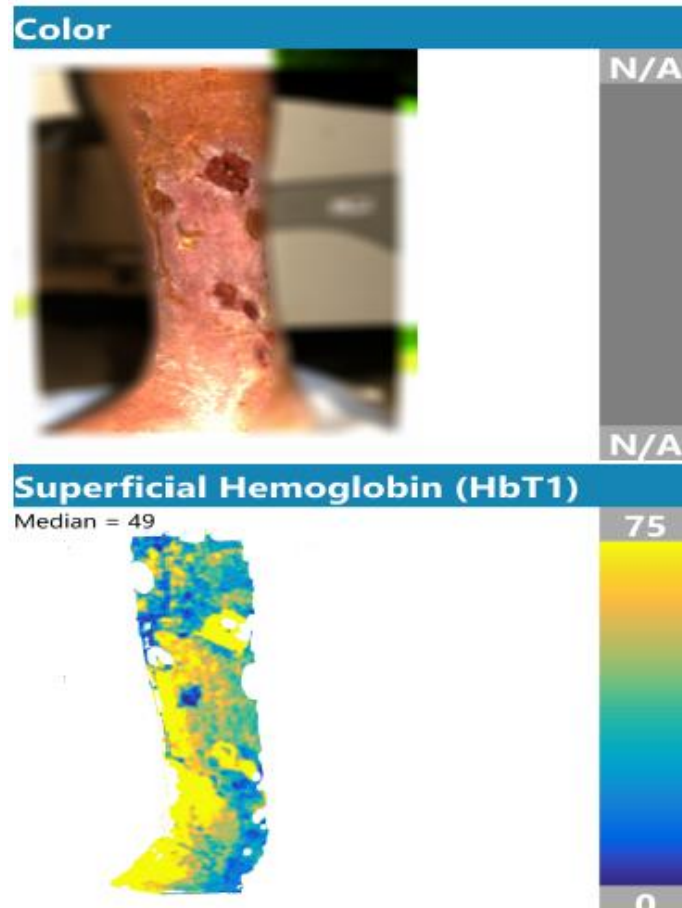 Color
N/A
N/A
Superficial Hemoglobin (HbT1)
Median = 49
75
0